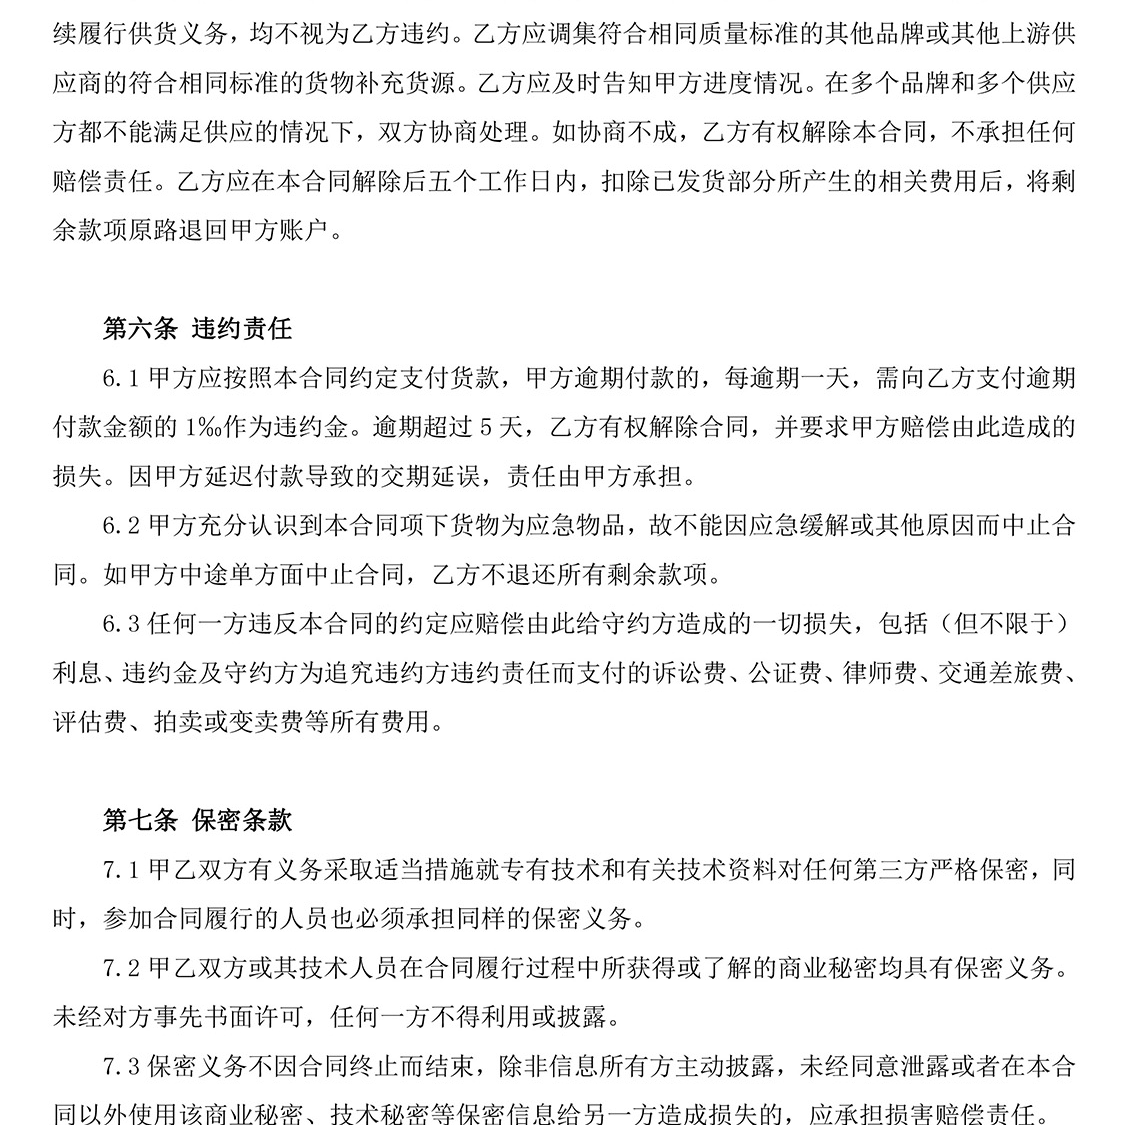 续履行供货义务，均不视为乙方违约。乙方应调集符合相同质量标准的其他品牌或其他上游供
应商的符合相同标准的货物补充货源。乙方应及时告知甲方进度情况。在多个品牌和多个供应
方都不能满足供应的情况下，双方协商处理。如协商不成，乙方有权解除本合同，不承担任何
赔偿责任。乙方应在本合同解除后五个工作日内，扣除已发货部分所产生的相关费用后，将剩
余款项原路退回甲方账户。
第六条 违约责任
6.1 甲方应按照本合同约定支付货款，甲方逾期付款的，每逾期一天，需向乙方支付逾期
付款金额的 1‰作为违约金。逾期超过 5 天，乙方有权解除合同，并要求甲方赔偿由此造成的
损失。因甲方延迟付款导致的交期延误，责任由甲方承担。
6.2 甲方充分认识到本合同项下货物为应急物品，故不能因应急缓解或其他原因而中止合
同。如甲方中途单方面中止合同，乙方不退还所有剩余款项。
6.3 任何一方违反本合同的约定应赔偿由此给守约方造成的一切损失，包括（但不限于）
利息、违约金及守约方为追究违约方违约责任而支付的诉讼费、公证费、律师费、交通差旅费、
评估费、拍卖或变卖费等所有费用。
第七条 保密条款
7.1 甲乙双方有义务采取适当措施就专有技术和有关技术资料对任何第三方严格保密，同
时，参加合同履行的人员也必须承担同样的保密义务。
7.2 甲乙双方或其技术人员在合同履行过程中所获得或了解的商业秘密均具有保密义务。
未经对方事先书面许可，任何一方不得利用或披露。
7.3 保密义务不因合同终止而结束，除非信息所有方主动披露，未经同意泄露或者在本合
同以外使用该商业秘密、技术秘密等保密信息给另一方造成损失的，应承担损害赔偿责任。